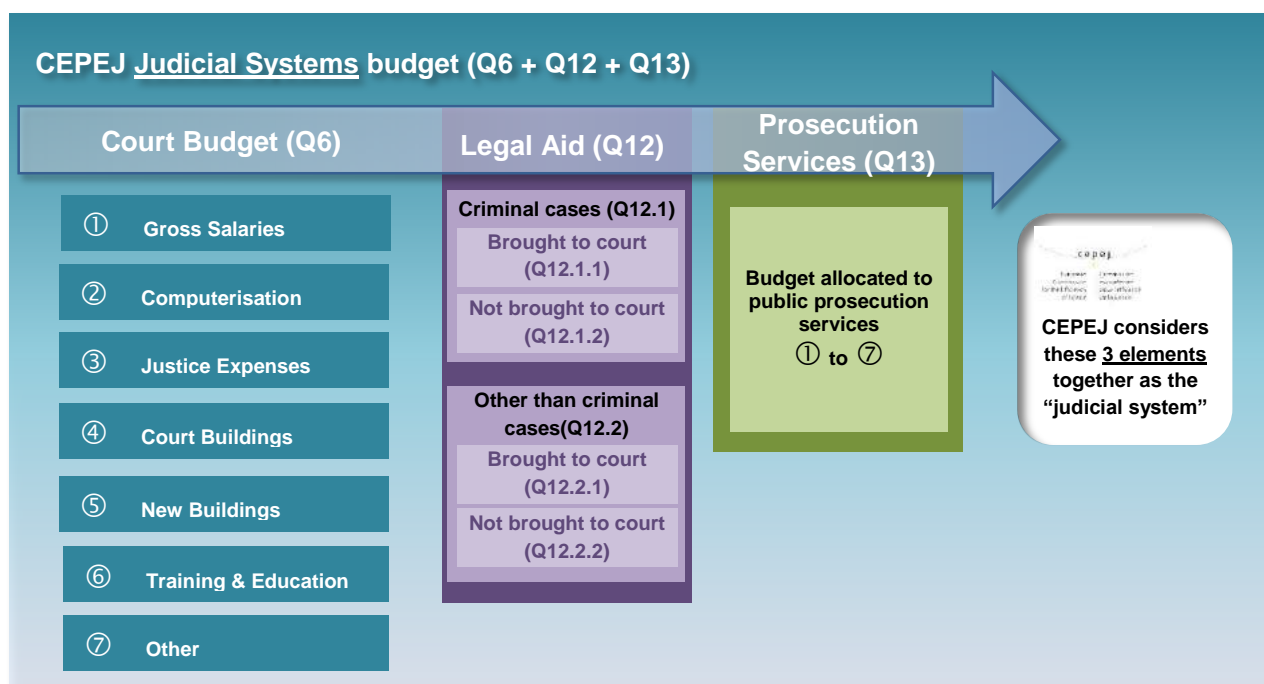 CEPEJ Judicial Systems budget (Q6 + Q12 + Q13)
Court Budget (Q6)
① Gross Salaries
② Computerisation
③ Justice Expenses
④ Court Buildings
⑤ New Buildings
⑥ Training & Education
⑦ Other
Legal Aid (Q12)
Criminal cases (Q12.1)
Brought to court
(Q12.1.1)
Not brought to court
(Q12.1.2)
Other than criminal
cases(Q12.2)
Brought to court
(Q12.2.1)
Not brought to court
(Q12.2.2)
Prosecution
Services (Q13)
Budget allocated to
public prosecution
services
① to ⑦
cepej
CEPEJ considers
these 3 elements
together as the
“judicial system”